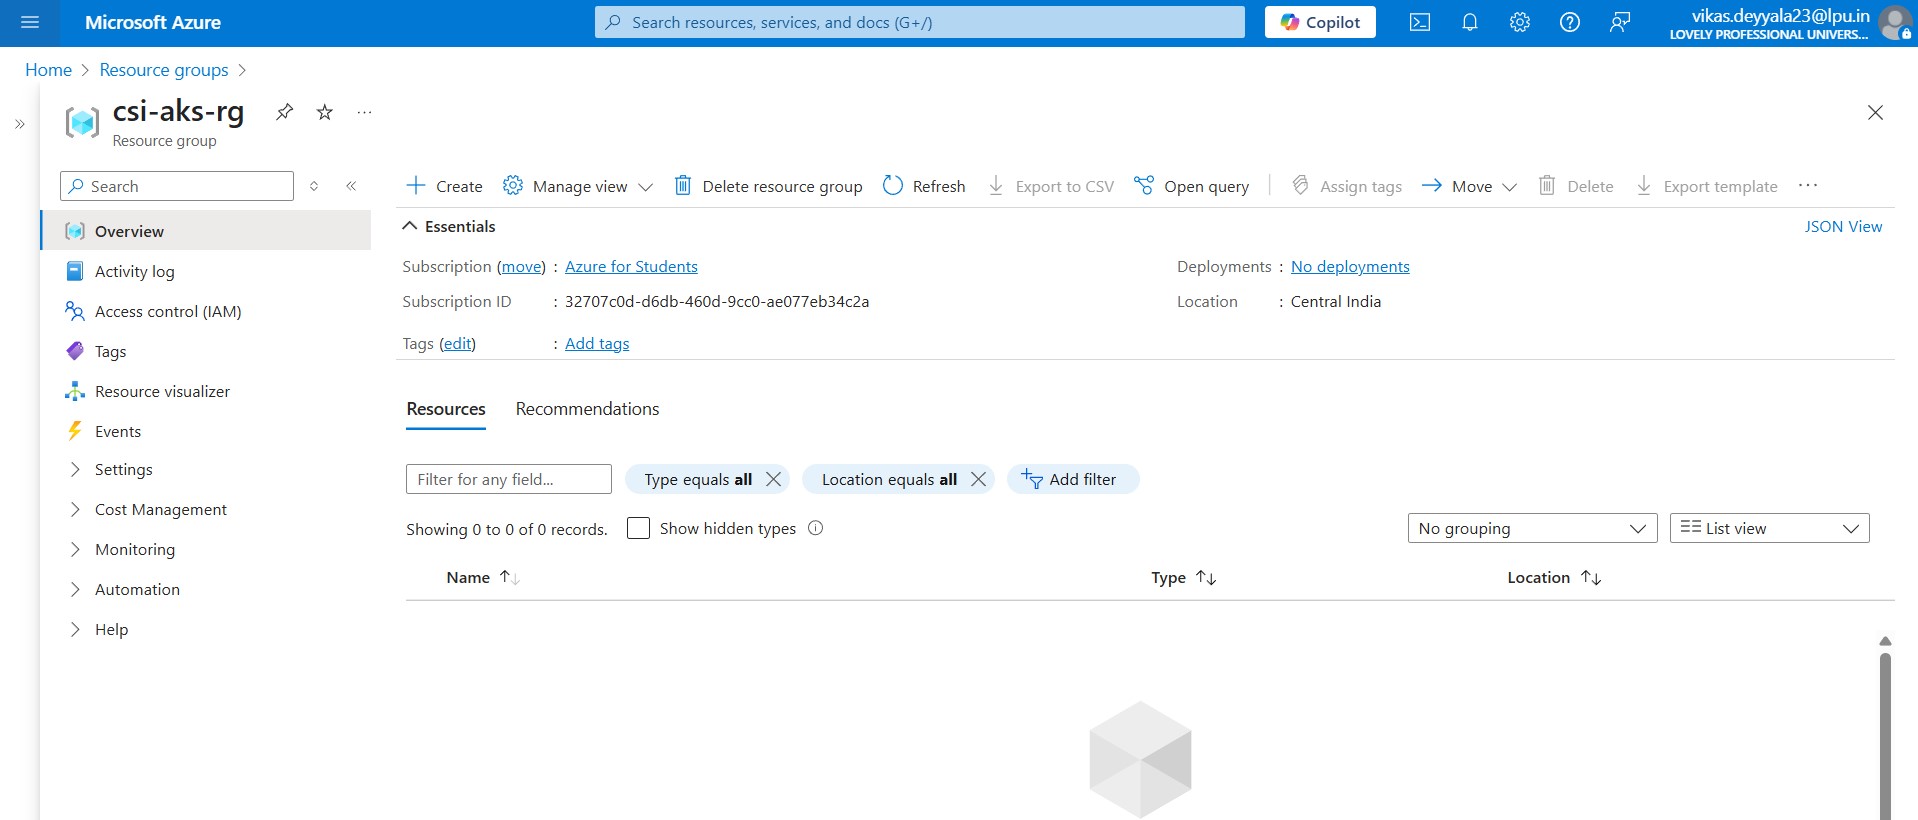 Microsoft Azure
Search resources, services, and docs (G+/)
Copilot
vikas.deyyala23@lpu.in
LOVELY PROFESSIONAL UNIVERS...
Home > Resource groups >
csi-aks-rg
Resource group
Search
Create
Manage view
Delete resource group
Refresh
Export to CSV
Open query
Assign tags
Move
Delete
Export template
Overview
Activity log
Access control (IAM)
Tags
Resource visualizer
Events
Settings
Cost Management
Monitoring
Automation
Help
Essentials
JSON View
Subscription (move) : Azure for Students
Deployments : No deployments
Subscription ID : 32707c0d-d6db-460d-9cc0-ae077eb34c2a
Location : Central India
Tags (edit) : Add tags
Resources
Recommendations
Filter for any field...
Type equals all
Location equals all
Add filter
Showing 0 to 0 of 0 records.
Show hidden types
No grouping
List view
Name
Type
Location